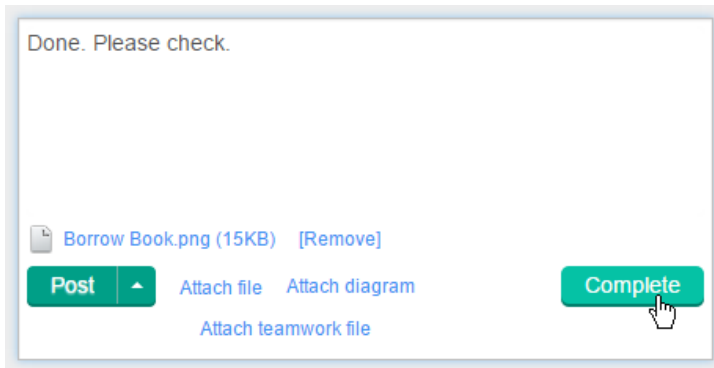 Done. Please check.
Borrow Book.png (15KB) [Remove]
Post Attach file Attach diagram Complete
Attach teamwork file